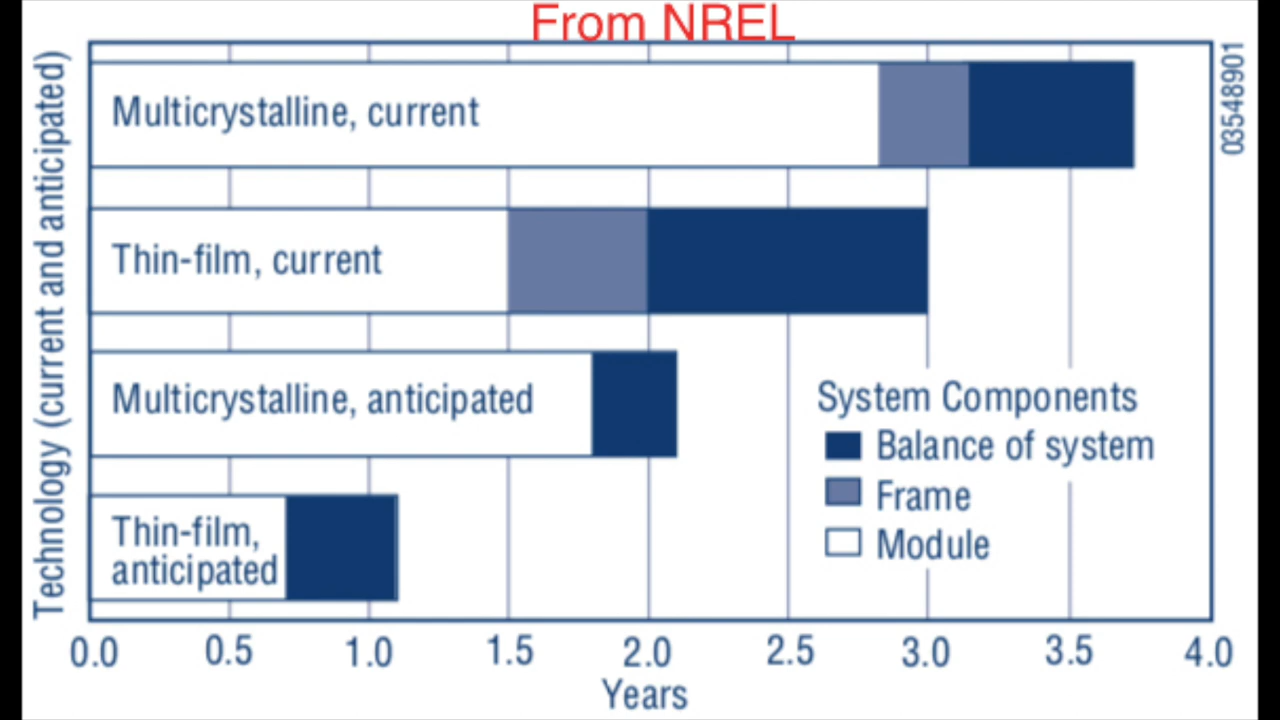 From NREL
Technology (current and anticipated)
03548901
Multicrystalline, current
Thin-film, current
Multicrystalline, anticipated
Thin-film,
anticipated
System Components
Balance of system
Frame
Module
0.0 0.5 1.0 1.5 2.0 2.5 3.0 3.5 4.0
Years